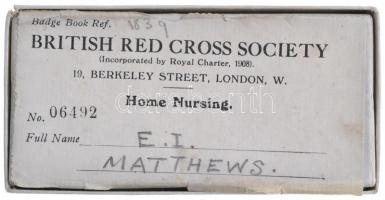 Badge Book Ref. 1839
BRITISH RED CROSS SOCIETY
(Incorporated by Royal Charter, 1908).
19, BERKELEY STREET, LONDON, W.
Home Nursing.
No. 06492
Full Name E. I.
MATTHEWS.